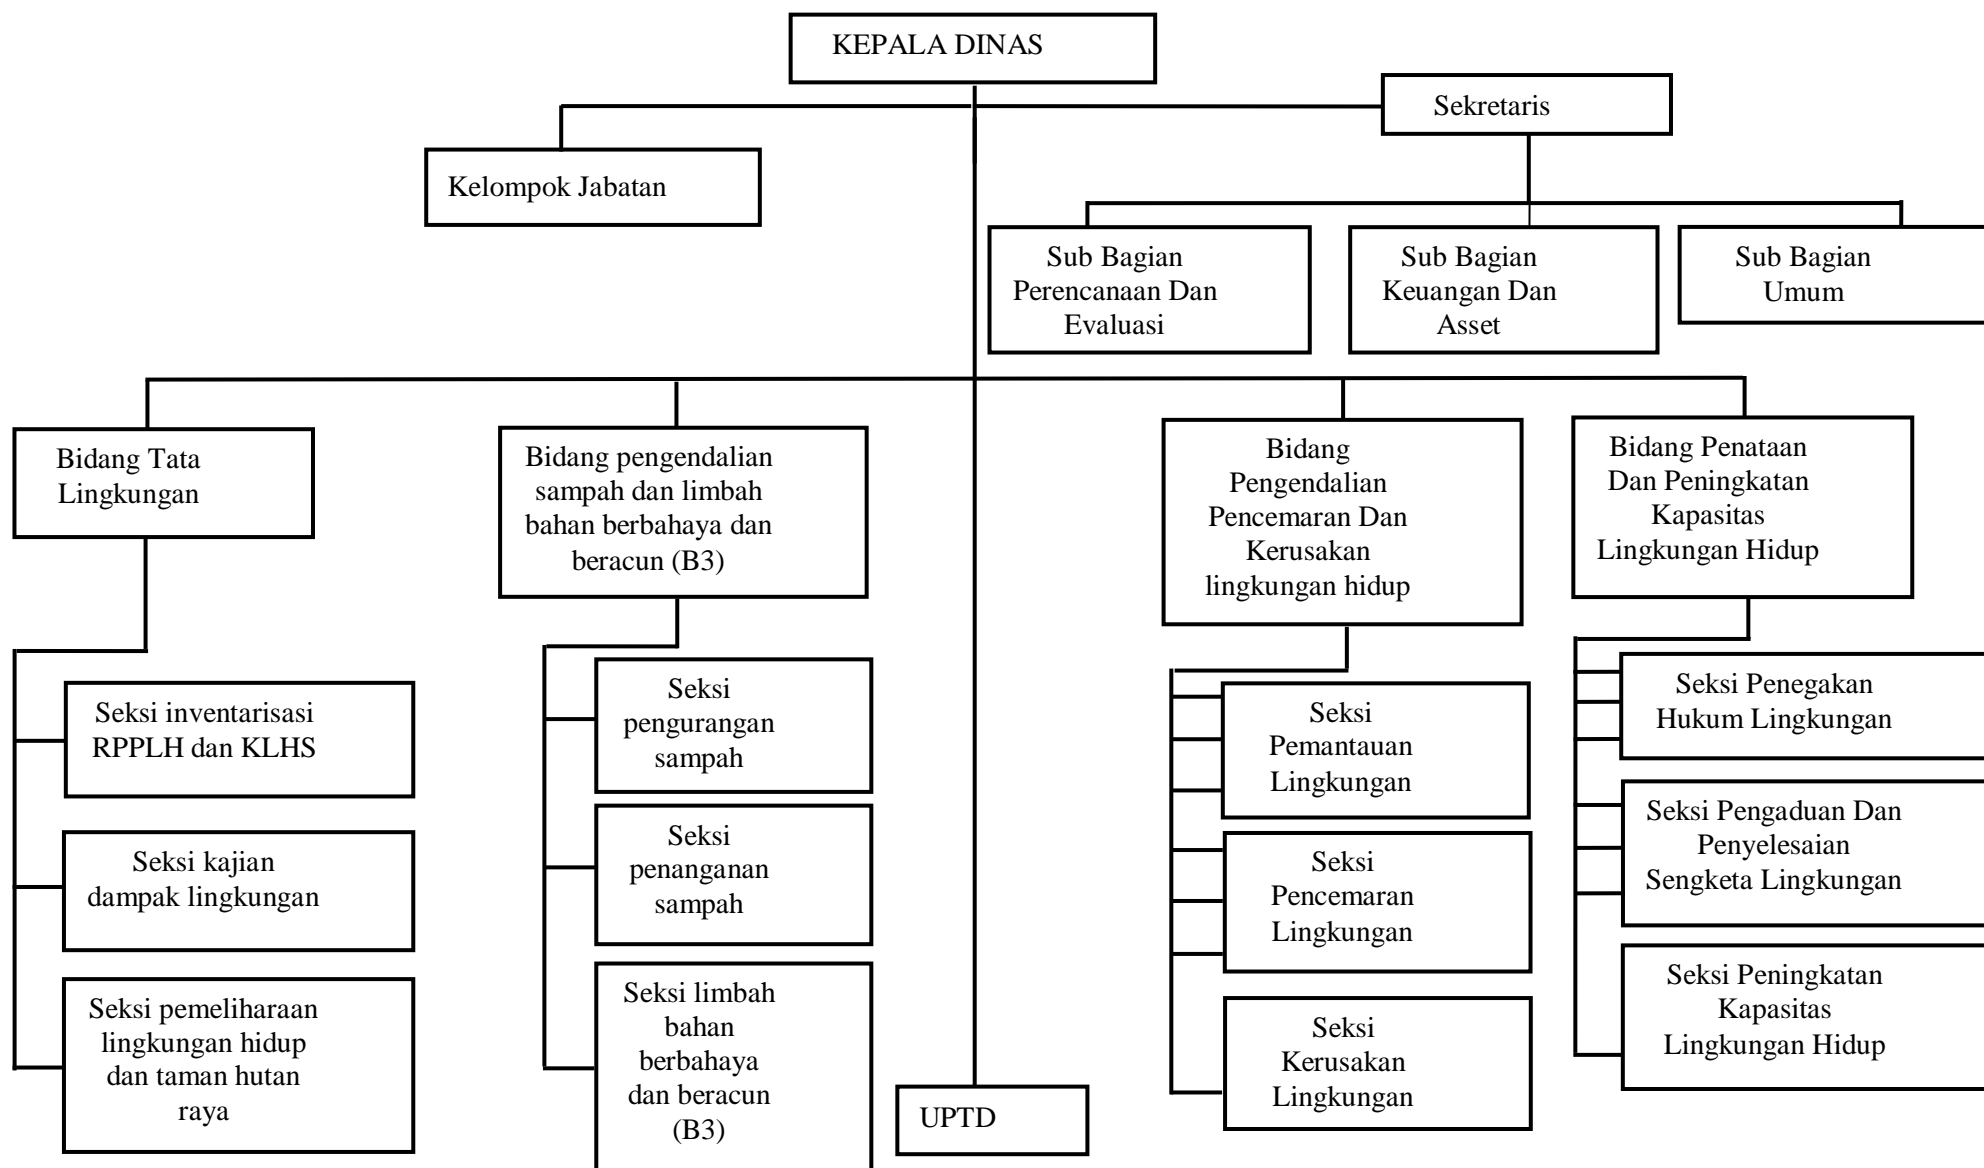 KEPALA DINAS
Sekretaris
Kelompok Jabatan
Sub Bagian
Perencanaan Dan
Evaluasi
Sub Bagian
Keuangan Dan
Asset
Sub Bagian
Umum
Bidang Tata
Lingkungan
Bidang pengendalian
sampah dan limbah
bahan berbahaya dan
beracun (B3)
Bidang
Pengendalian
Pencemaran Dan
Kerusakan
lingkungan hidup
Bidang Penataan
Dan Peningkatan
Kapasitas
Lingkungan Hidup
Seksi inventarisasi
RPPLH dan KLHS
Seksi kajian
dampak lingkungan
Seksi pemeliharaan
lingkungan hidup
dan taman hutan
raya
Seksi
pengurangan
sampah
Seksi
penanganan
sampah
Seksi limbah
bahan
berbahaya
dan beracun
(B3)
UPTD
Seksi
Pemantauan
Lingkungan
Seksi
Pencemaran
Lingkungan
Seksi
Kerusakan
Lingkungan
Seksi Penegakan
Hukum Lingkungan
Seksi Pengaduan Dan
Penyelesaian
Sengketa Lingkungan
Seksi Peningkatan
Kapasitas
Lingkungan Hidup